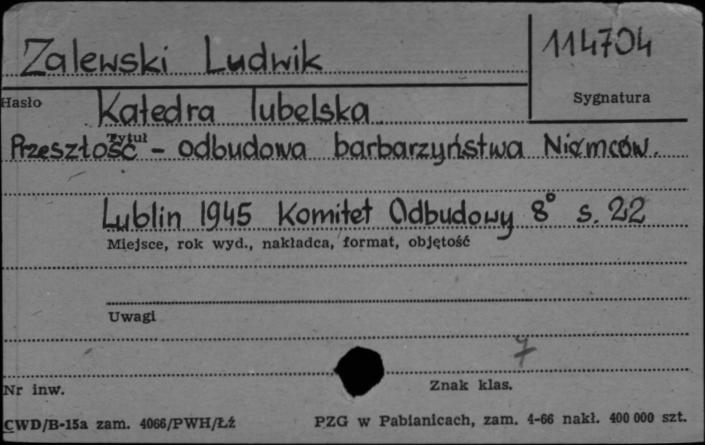 Zalewski Ludwik
114704
Hasło
Sygnatura
Katedra lubelska
Tytuł
Przeszłość - odbudowa barbarzyństwa Niemców.
Lublin 1945 Komitet Odbudowy 8° s. 22
Miejsce, rok wyd., nakładca, format, objętość
Uwagi
7
Nr inw.
Znak klas.
CWD/B-15a zam. 4066/PWH/Łź
PZG w Pabianicach, zam. 4-66 nakł. 400 000 szt.